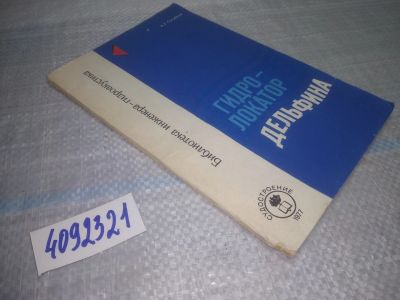 ГИДРО-
ЛОКАТОР
ДЕЛЬФИНА
Библиотека инженера-гидроакустика
СУДОСТРОЕНИЕ
1977
4092321